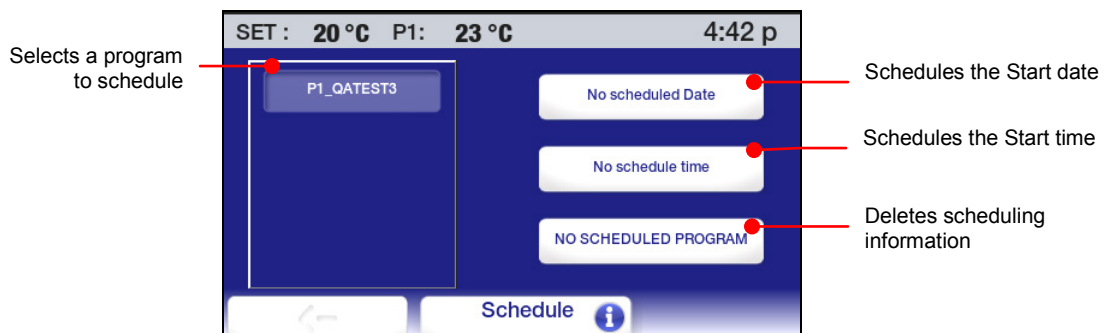 SET : 20 °C P1: 23 °C 4:42 p
Selects a program
to schedule
P1_QATEST3
No scheduled Date
Schedules the Start date
No schedule time
Schedules the Start time
NO SCHEDULED PROGRAM
Deletes scheduling
information
Schedule